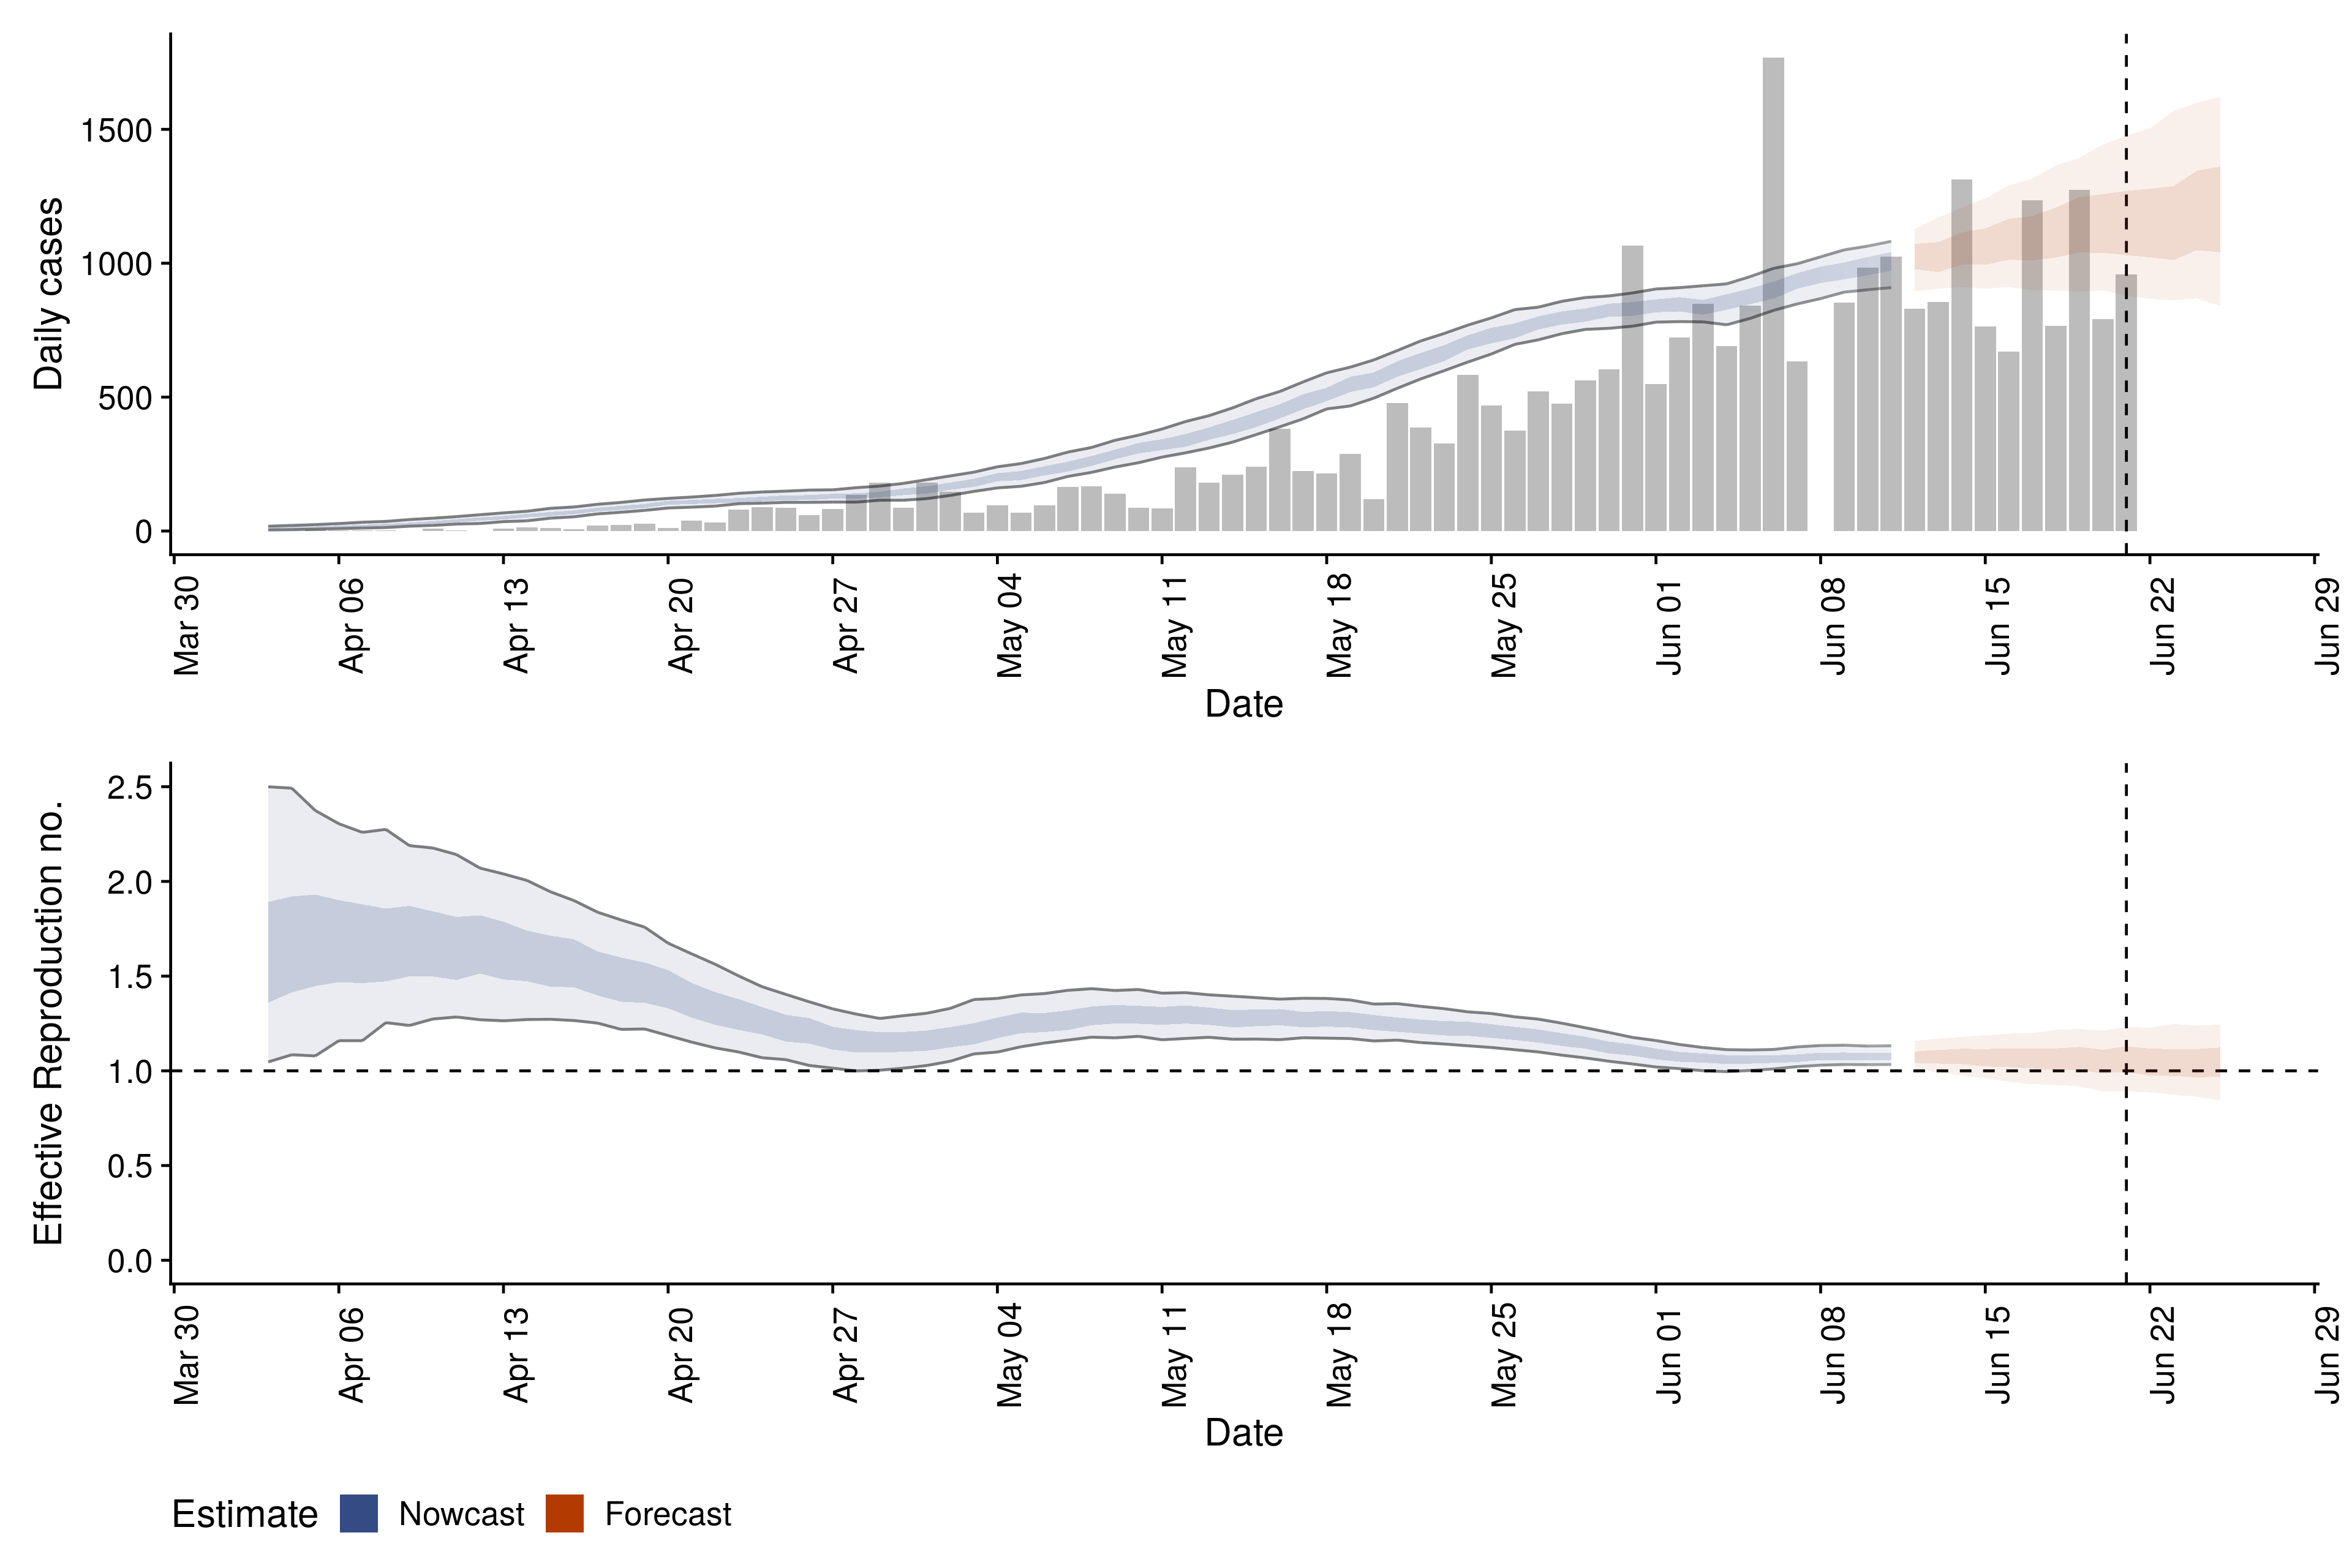 Daily cases
1500
1000
500
0
Mar 30
Apr 06
Apr 13
Apr 20
Apr 27
May 04
May 11
May 18
May 25
Jun 01
Jun 08
Jun 15
Jun 22
Jun 29
Date
Effective Reproduction no.
2.5
2.0
1.5
1.0
0.5
0.0
Mar 30
Apr 06
Apr 13
Apr 20
Apr 27
May 04
May 11
May 18
May 25
Jun 01
Jun 08
Jun 15
Jun 22
Jun 29
Date
Estimate Nowcast Forecast